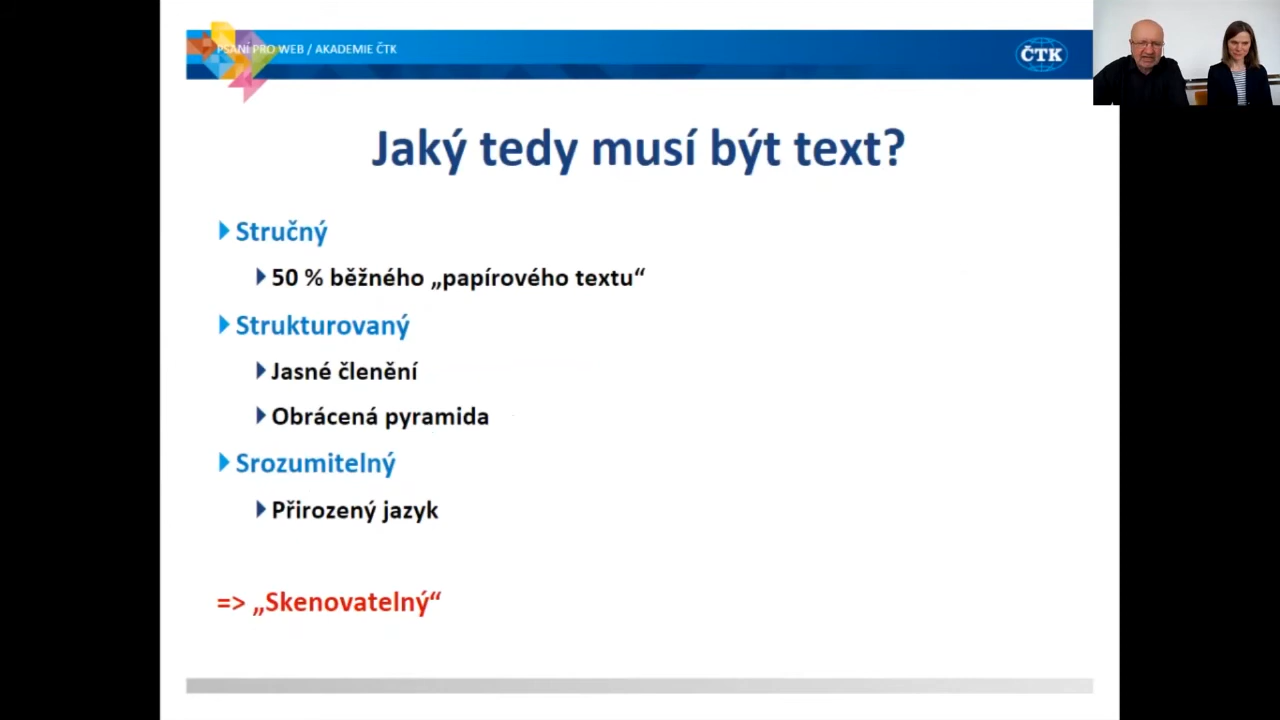 PSANÍ PRO WEB / AKADEMIE ČTK
ČTK
Jaký tedy musí být text?
Stručný
50 % běžného „papírového textu“
Strukturovaný
Jasné členění
Obrácená pyramida
Srozumitelný
Přirozený jazyk
=> „Skenovatelný“